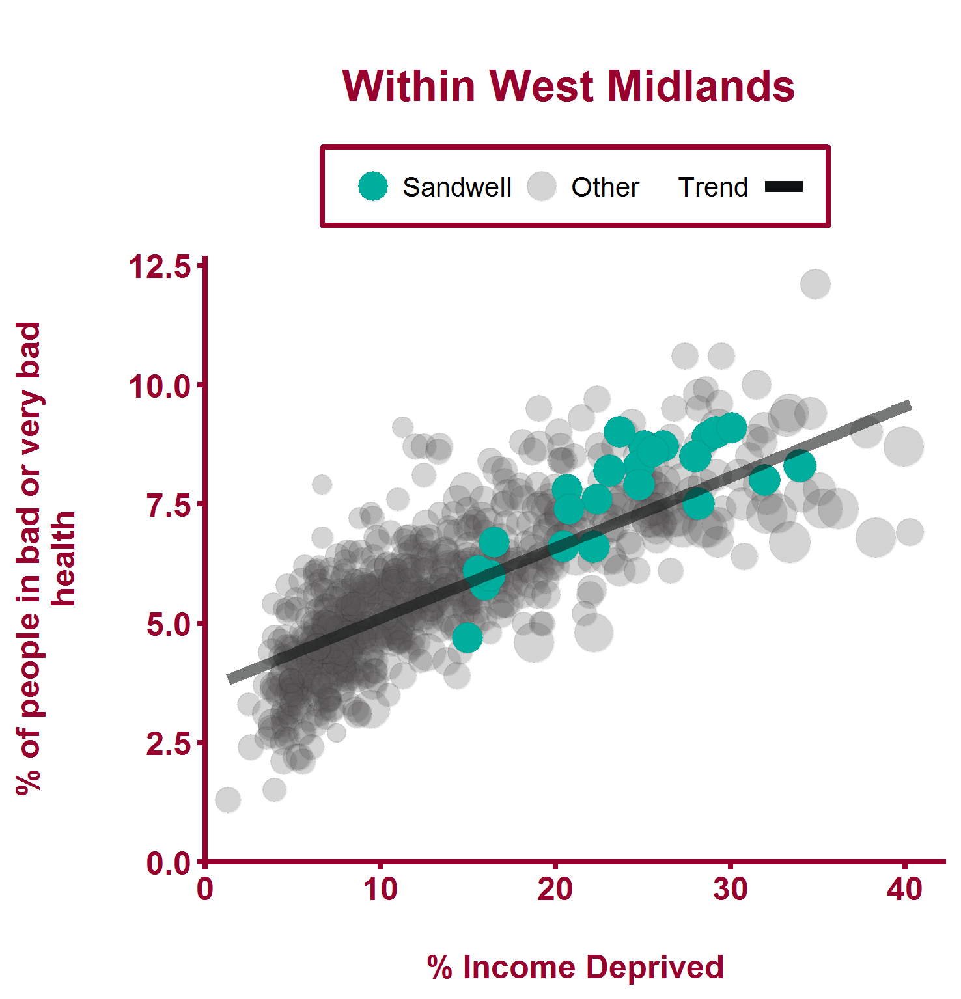 Within West Midlands
Sandwell Other Trend
12.5
10.0
7.5
5.0
2.5
0.0
% of people in bad or very bad
health
0 10 20 30 40
% Income Deprived